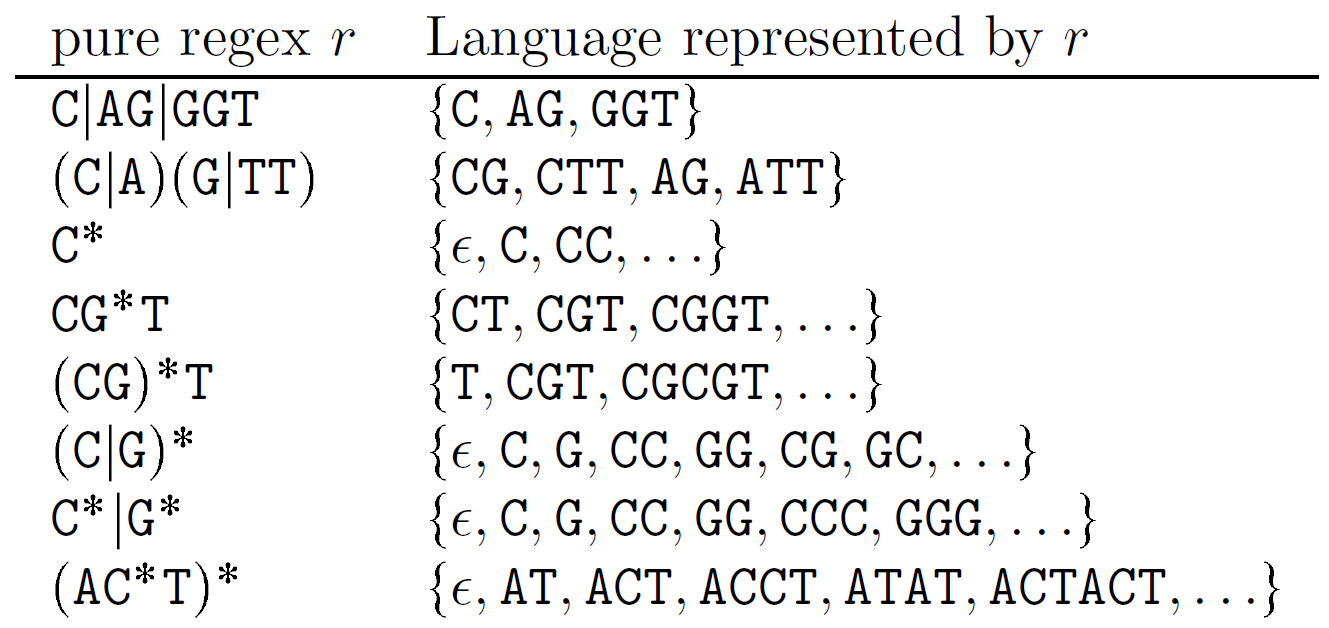 pure regex r Language represented by r
C|AG|GGT {C, AG, GGT}
(C|A)(G|TT) {CG, CTT, AG, ATT}
C* {ϵ, C, CC, ...}
CG*T {CT, CGT, CGGT, ...}
(CG)*T {T, CGT, CGCGT, ...}
(C|G)* {ϵ, C, G, CC, GG, CG, GC, ...}
C*|G* {ϵ, C, G, CC, GG, CCC, GGG, ...}
(AC*T)* {ϵ, AT, ACT, ACCT, ATAT, ACTACT, ...}